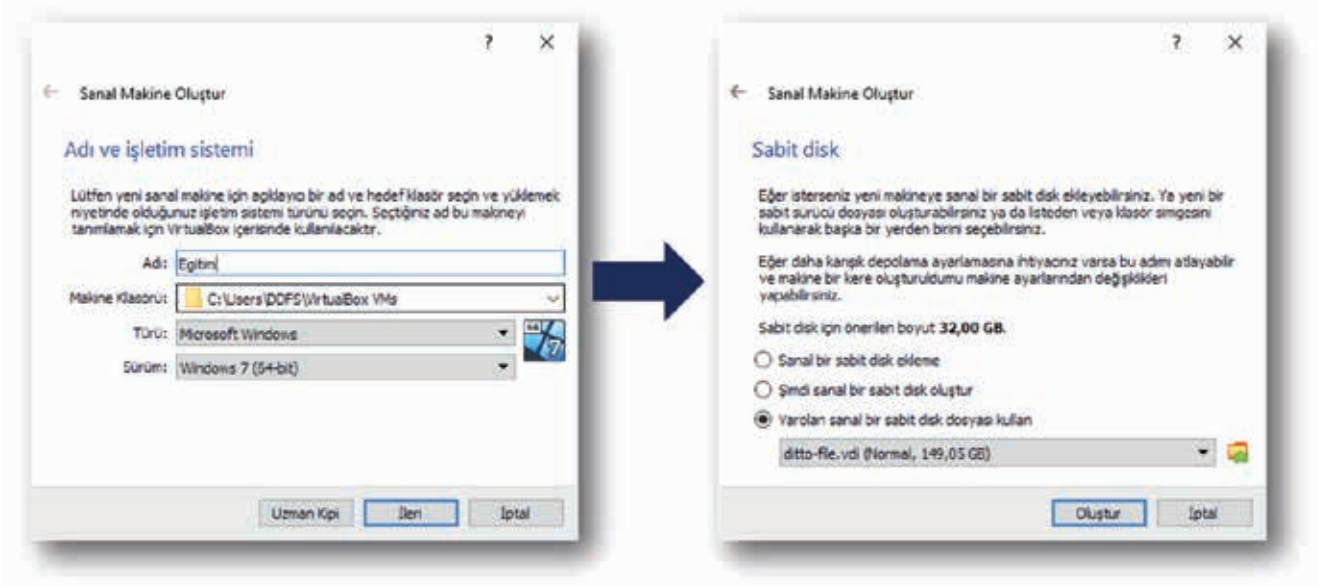 ?
×
← Sanal Makine Oluştur
Adı ve işletim sistemi
Lütfen yeni sanal makine için açıklayıcı bir ad ve hedef klasör seçin ve yüklemek
niyetinde olduğunuz işletim sistemi türünü seçin. Seçtiğiniz ad bu makineyi
tanımlamak için VirtualBox içerisinde kullanılacaktır.
Adı: Egitim
Makine Klasörü: C:\Users\DDFS\VirtualBox VMs
Türü: Microsoft Windows
64
7
Sürüm: Windows 7 (64-bit)
Uzman Kipi İleri İptal
?
×
← Sanal Makine Oluştur
Sabit disk
Eğer isterseniz yeni makineye sanal bir sabit disk ekleyebilirsiniz. Ya yeni bir
sabit sürücü dosyası oluşturabilirsiniz ya da listeden veya klasör simgesini
kullanarak başka bir yerden birini seçebilirsiniz.
Eğer daha karışık depolama ayarlamasına ihtiyacınız varsa bu adımı atlayabilir
ve makine bir kere oluşturuldumu makine ayarlarından değişiklikleri
yapabilirsiniz.
Sabit disk için önerilen boyut 32,00 GB.
Sanal bir sabit disk ekleme
Şimdi sanal bir sabit disk oluştur
Varolan sanal bir sabit disk dosyası kullan
ditto-file.vdi (Normal, 149,05 GB)
Oluştur İptal